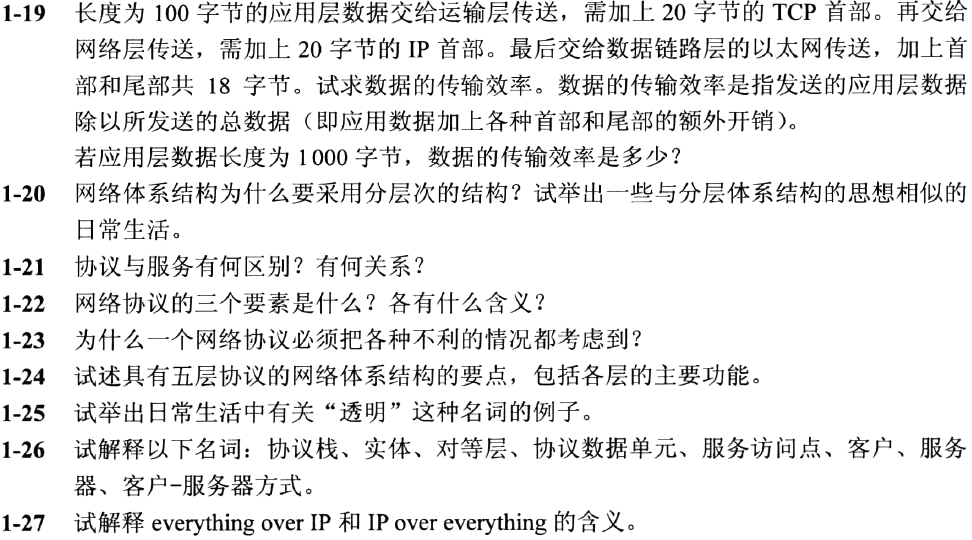 1-19 长度为 100 字节的应用层数据交给运输层传送，需加上 20 字节的 TCP 首部。再交给
网络层传送，需加上 20 字节的 IP 首部。最后交给数据链路层的以太网传送，加上首
部和尾部共 18 字节。试求数据的传输效率。数据的传输效率是指发送的应用层数据
除以所发送的总数据（即应用数据加上各种首部和尾部的额外开销）。
若应用层数据长度为 1000 字节，数据的传输效率是多少？
1-20 网络体系结构为什么要采用分层次的结构？试举出一些与分层体系结构的思想相似的
日常生活。
1-21 协议与服务有何区别？有何关系？
1-22 网络协议的三个要素是什么？各有什么含义？
1-23 为什么一个网络协议必须把各种不利的情况都考虑到？
1-24 试述具有五层协议的网络体系结构的要点，包括各层的主要功能。
1-25 试举出日常生活中有关“透明”这种名词的例子。
1-26 试解释以下名词：协议栈、实体、对等层、协议数据单元、服务访问点、客户、服务
器、客户-服务器方式。
1-27 试解释 everything over IP 和 IP over everything 的含义。